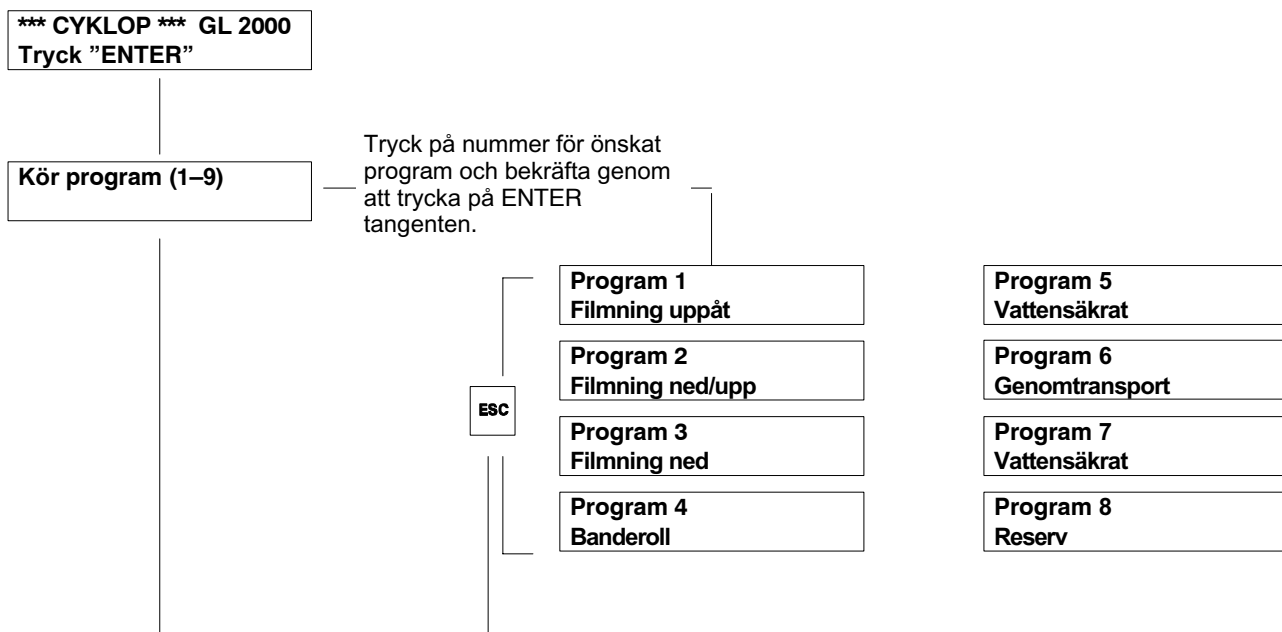 *** CYKLOP *** GL 2000
Tryck ”ENTER”
Kör program (1–9)
Tryck på nummer för önskat
program och bekräfta genom
att trycka på ENTER
tangenten.
Program 1
Filmning uppåt
Program 2
Filmning ned/upp
Program 3
Filmning ned
Program 4
Banderoll
ESC
Program 5
Vattensäkrat
Program 6
Genomtransport
Program 7
Vattensäkrat
Program 8
Reserv